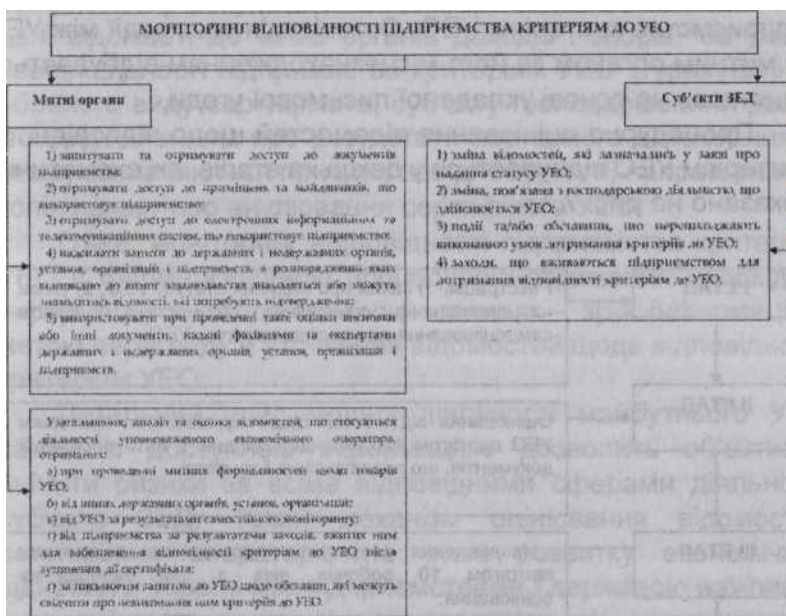 МОНІТОРИНГ ВІДПОВІДНОСТІ ПІДПРИЄМСТВА КРИТЕРІЯМ ДО УЕО
Митні органи
Суб'єкти ЗЕД
1) запитувати та отримувати доступ до документів
підприємства;
2) отримувати доступ до приміщень та майданчиків, що
використовує підприємство;
3) отримувати доступ до електронних інформаційних та
телекомунікаційних систем, що використовує підприємство;
4) надсилати запити до державних і недержавних органів,
установ, організацій і підприємств, в розпорядженні яких
відповідно до вимог законодавства знаходяться або можуть
знаходитись відомості, які потребують підтвердження;
5) використовувати при проведенні такої оцінки висновки
або інші документи, надані фахівцями та експертами
державних і недержавних органів, установ, організацій і
підприємств.
1) зміна відомостей, які зазначались у заяві про
надання статусу УЕО;
2) зміна, пов'язана з господарською діяльністю, що
здійснюється УЕО;
3) події та/або обставини, що перешкоджають
виконанню умов дотримання критеріїв до УЕО;
4) заходи, що вживаються підприємством для
дотримання відповідності критеріям до УЕО.
Узагальнення, аналіз та оцінка відомостей, що стосуються
діяльності уповноваженого економічного оператора,
отриманих:
а) при проведенні митних формальностей щодо товарів
УЕО;
б) від інших державних органів, установ, організацій;
в) від УЕО за результатами самостійного моніторингу;
г) від підприємства за результатами заходів, вжитих ним
для забезпечення відповідності критеріям до УЕО після
зупинення дії сертифіката;
ґ) за письмовим запитом до УЕО щодо обставин, які можуть
свідчити про невиконання ним критеріїв до УЕО.